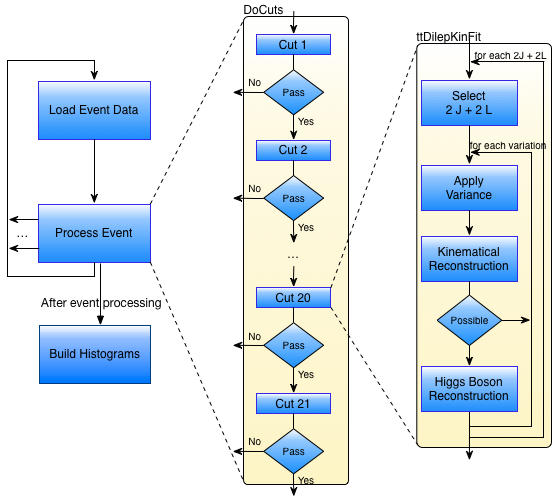 Load Event Data
Process Event
...
After event processing
Build Histograms
DoCuts
Cut 1
Pass
No
Yes
Cut 2
Pass
No
Yes
...
Cut 20
Pass
No
Yes
Cut 21
Pass
No
Yes
ttDilepKinFit
for each 2J + 2L
Select
2 J + 2 L
for each variation
Apply
Variance
Kinematical
Reconstruction
Possible
Higgs Boson
Reconstruction